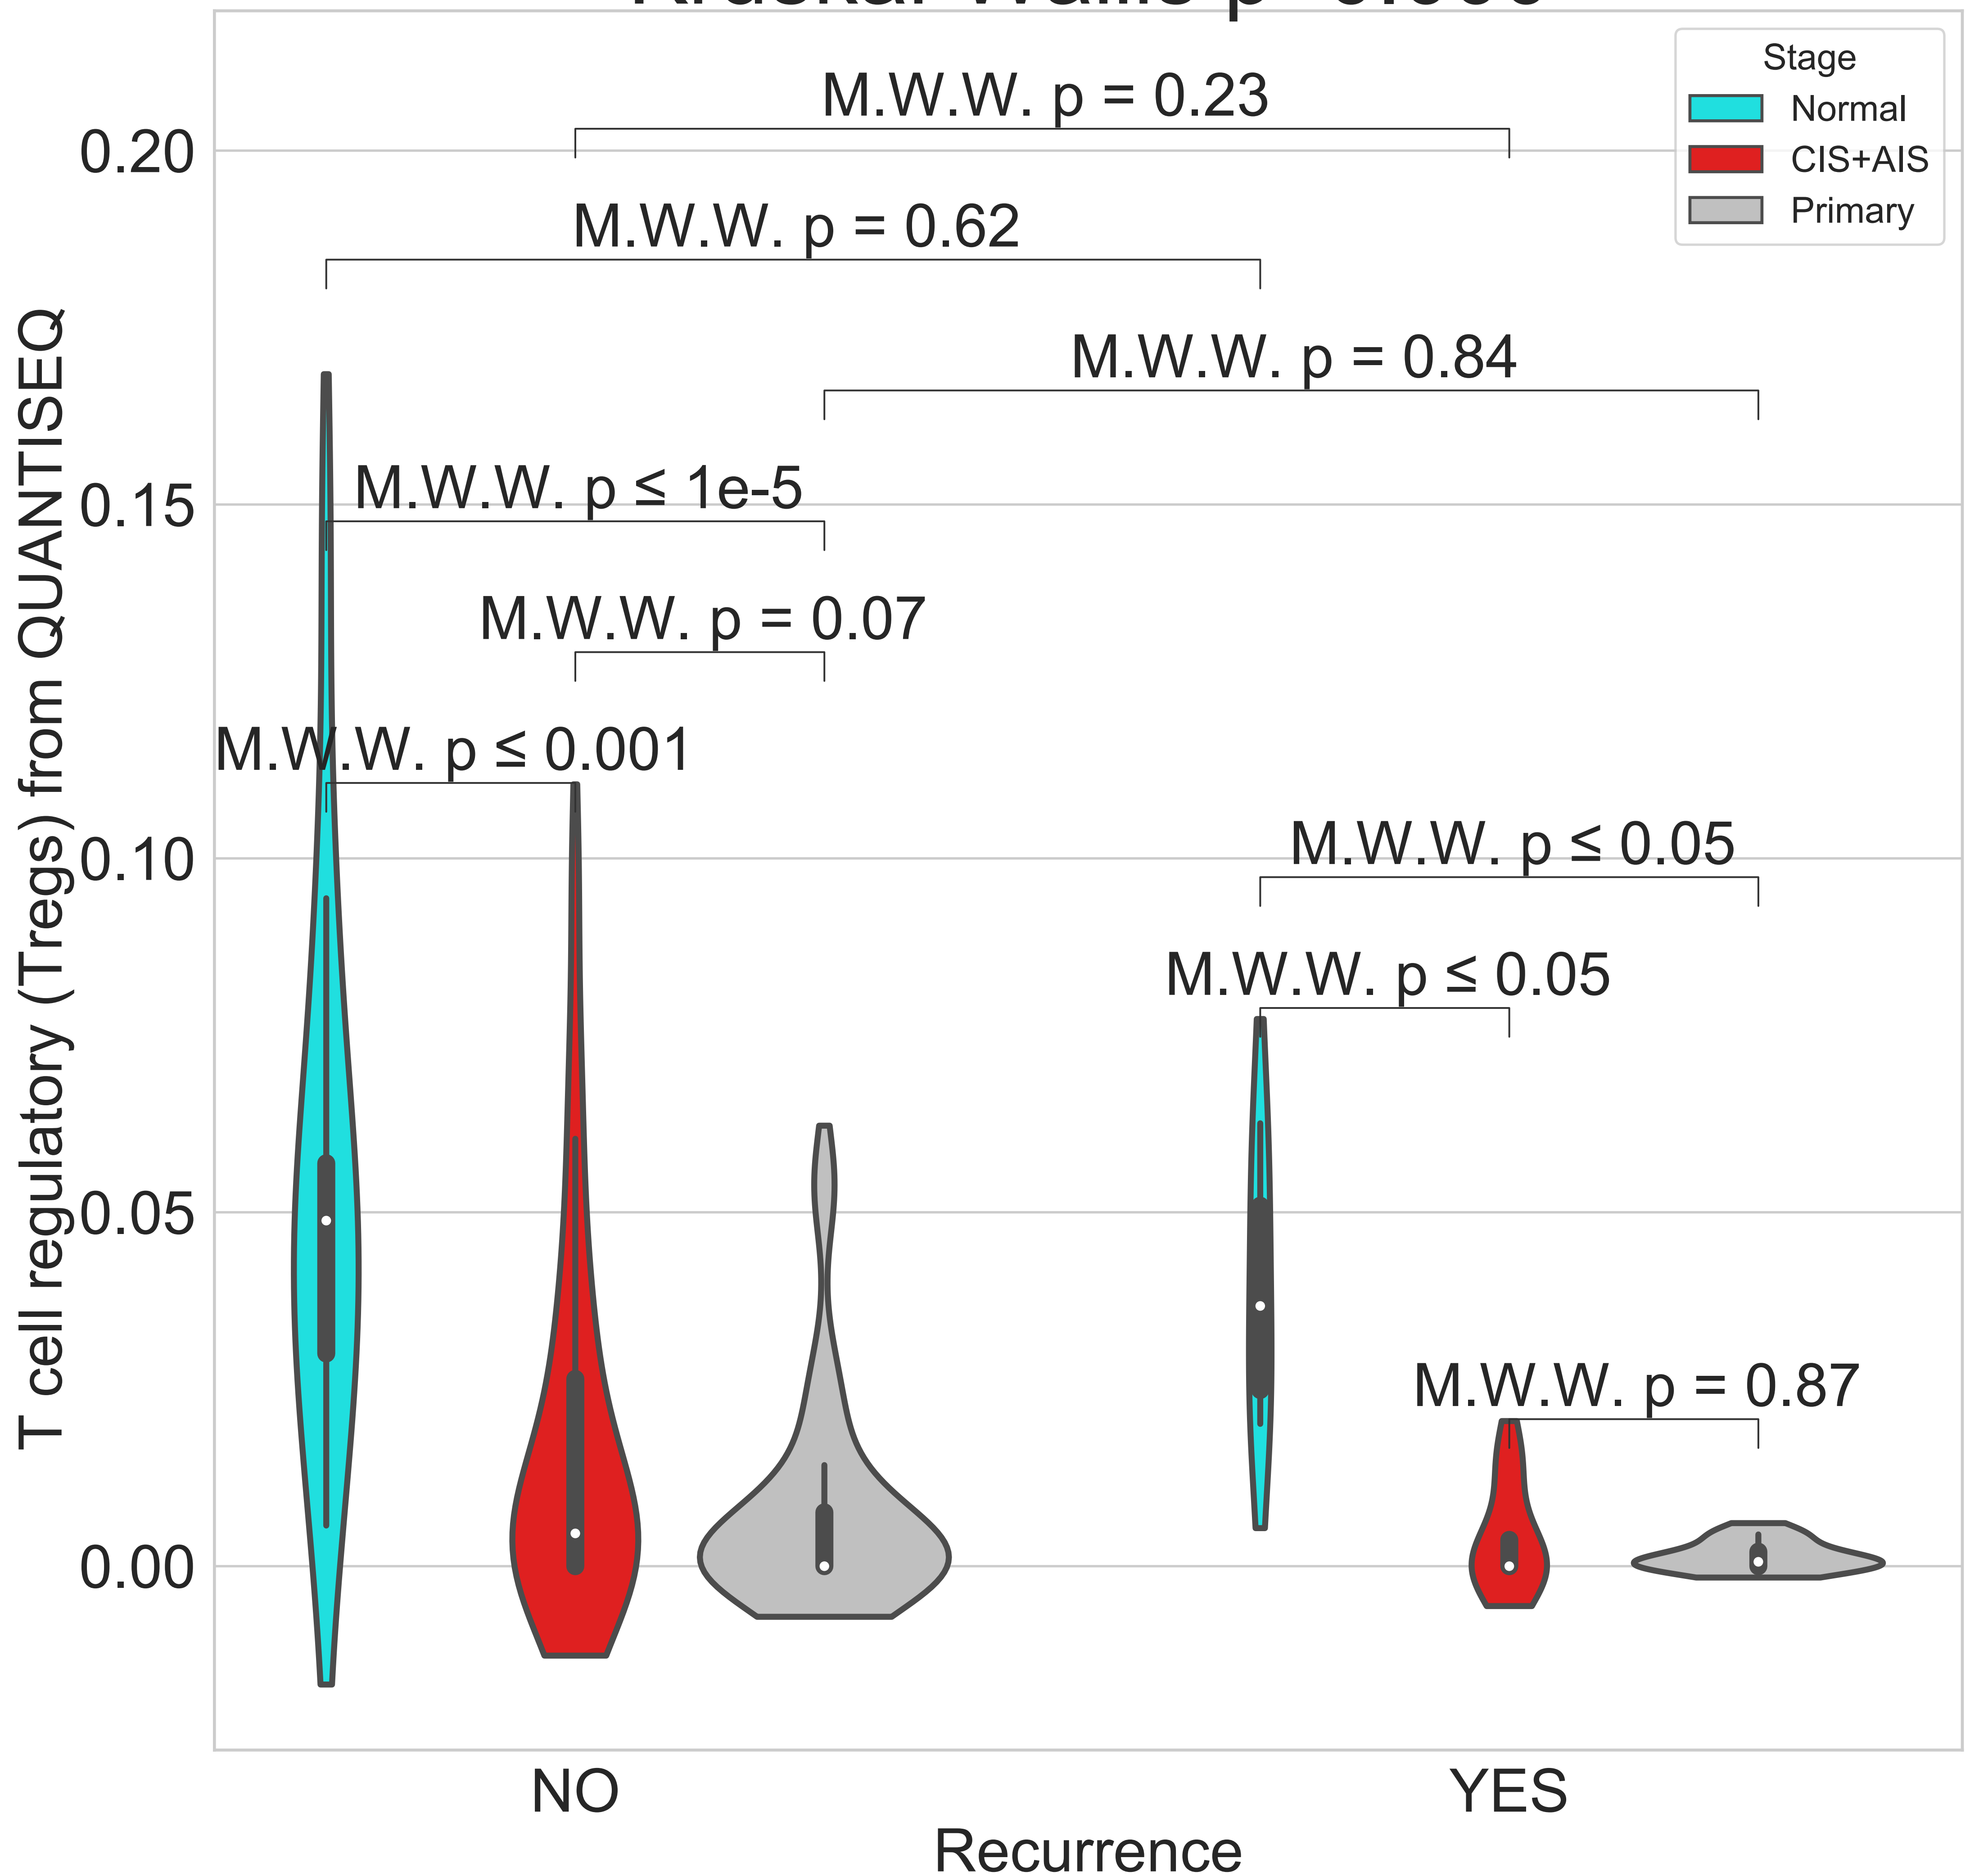 Stage
Normal
CIS+AIS
Primary
M.W.W. p = 0.23
M.W.W. p = 0.62
M.W.W. p = 0.84
M.W.W. p ≤ 1e-5
M.W.W. p = 0.07
M.W.W. p ≤ 0.001
M.W.W. p ≤ 0.05
M.W.W. p ≤ 0.05
M.W.W. p = 0.87
T cell regulatory (Tregs) from QUANTISEQ
0.20
0.15
0.10
0.05
0.00
NO
YES
Recurrence